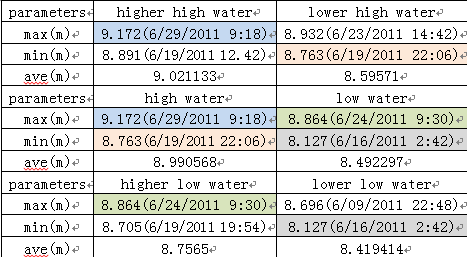 parameters higher high water lower high water
max(m) 9.172(6/29/2011 9:18) 8.932(6/23/2011 14:42)
min(m) 8.891(6/19/2011 12.42) 8.763(6/19/2011 22:06)
ave(m) 9.021133 8.59571
parameters high water low water
max(m) 9.172(6/29/2011 9:18) 8.864(6/24/2011 9:30)
min(m) 8.763(6/19/2011 22:06) 8.127(6/16/2011 2:42)
ave(m) 8.990568 8.492297
parameters higher low water lower low water
max(m) 8.864(6/24/2011 9:30) 8.696(6/09/2011 22:48)
min(m) 8.705(6/19/2011 19:54) 8.127(6/16/2011 2:42)
ave(m) 8.7565 8.419414